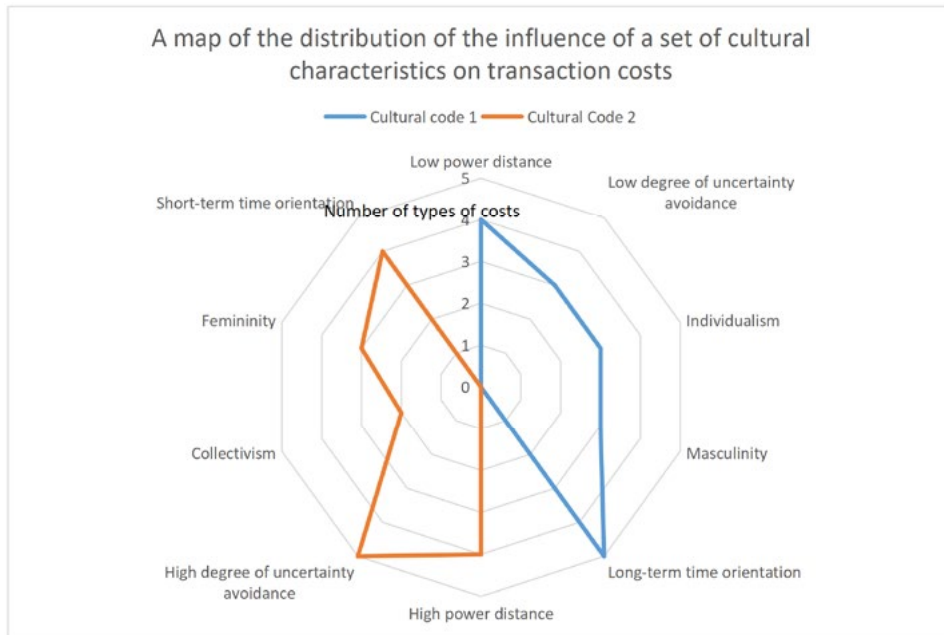 A map of the distribution of the influence of a set of cultural
characteristics on transaction costs
Cultural code 1 Cultural Code 2
Low power distance
5
Low degree of uncertainty
avoidance
Short-term time orientation
Number of types of costs
4
3
2
1
0
Femininity
Individualism
Collectivism
Masculinity
High degree of uncertainty
avoidance
Long-term time orientation
High power distance